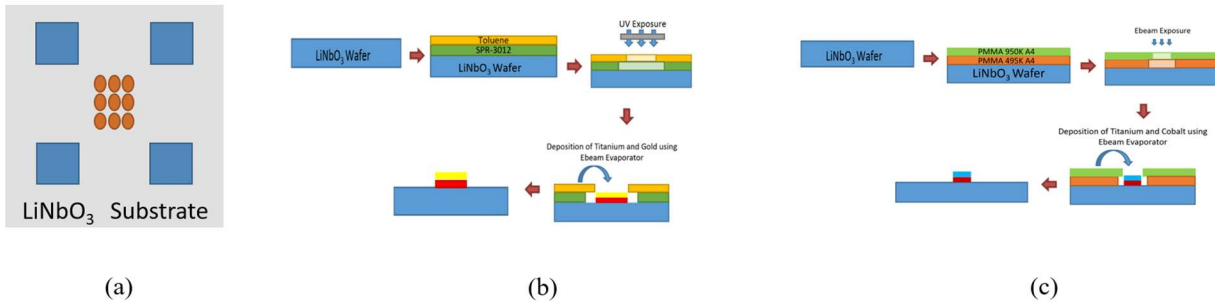 LiNbO₃ Substrate
(a)
LiNbO₃ Wafer
Toluene
SPR-3012
LiNbO₃ Wafer
UV Exposure
Deposition of Titanium and Gold using
Ebeam Evaporator
(b)
LiNbO₃ Wafer
PMMA 950K A4
PMMA 495K A4
LiNbO₃ Wafer
Ebeam Exposure
Deposition of Titanium and Cobalt using
Ebeam Evaporator
(c)